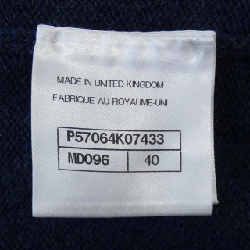 MADE IN UNITED KINGDOM
FABRIQUE AU ROYAUME-UNI
P57064K07433
MD096 40